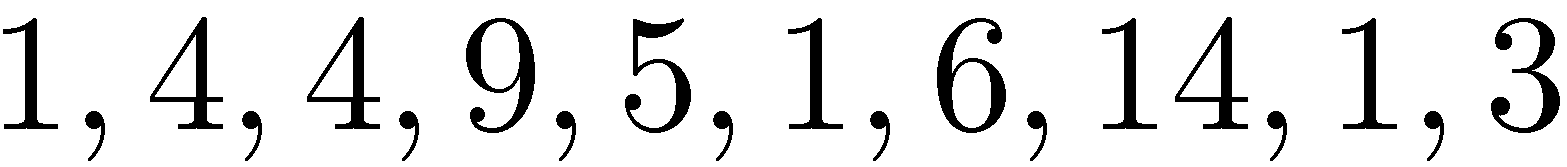 1, 4, 4, 9, 5, 1, 6, 14, 1, 3